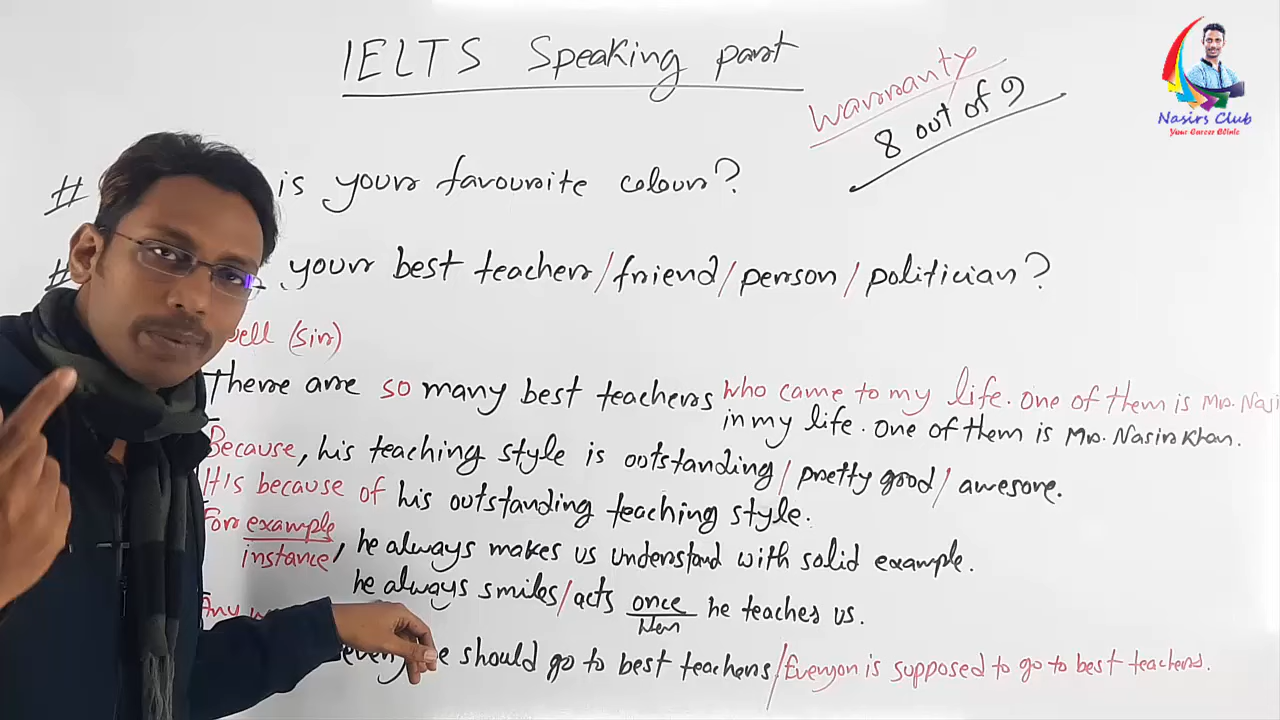 IELTS Speaking part
Warranty
8 out of 9
Nasirs Club
Your Career Clinic
# is your favourite colour?
# your best teacher/friend/person/politician?
(Sir)
There are so many best teachers who came to my life. One of them is Mr. Nasi
in my life. One of them is Mr. Nasir Khan.
Because, his teaching style is outstanding/pretty good/awesome.
It is because of his outstanding teaching style.
For example
instance, he always makes us understand with solid example.
he always smiles/acts once he teaches us.
When
Any
should go to best teachers/Everyon is supposed to go to best teachers.